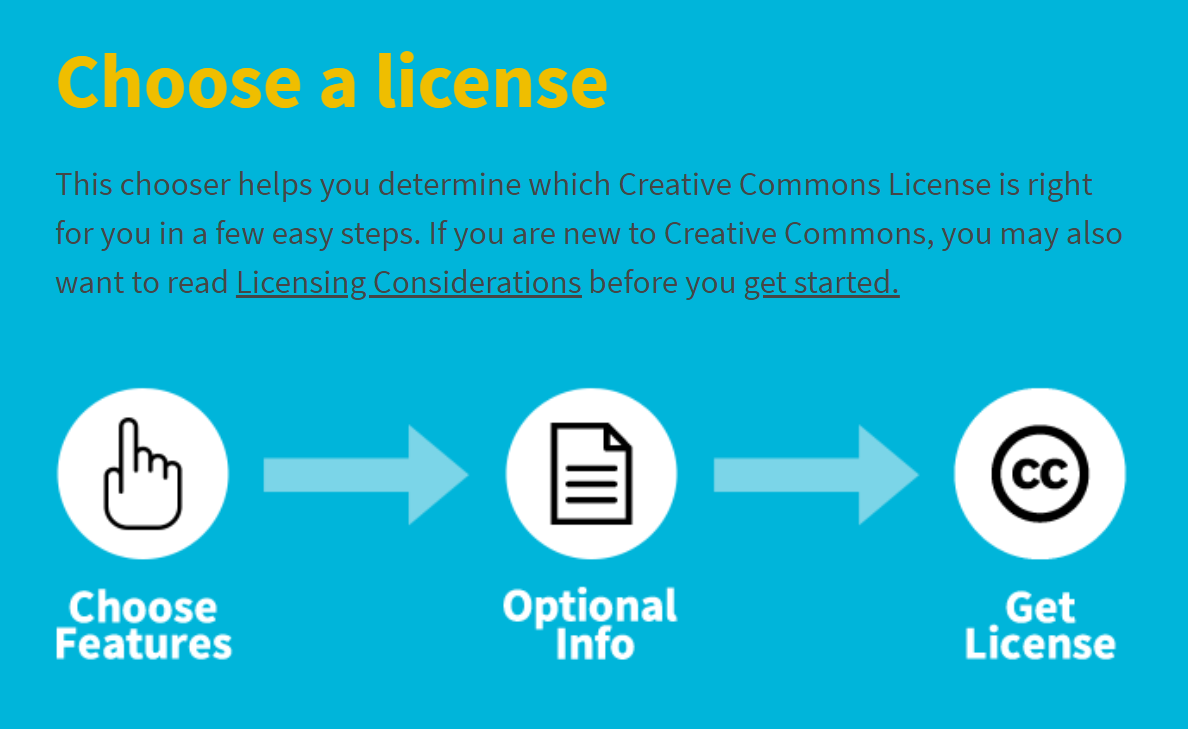 Choose a license
This chooser helps you determine which Creative Commons License is right
for you in a few easy steps. If you are new to Creative Commons, you may also
want to read Licensing Considerations before you get started.
cc
Choose
Features
Optional
Info
Get
License